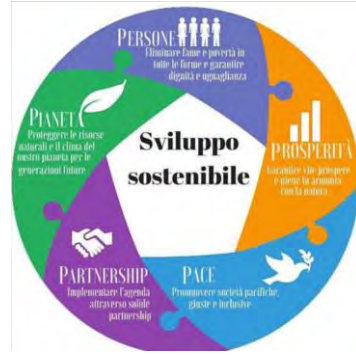 PERSONE
Eliminare fame e povertà in
tutte le forme e garantire
dignità e uguaglianza
PIANETA
Proteggere le risorse
naturali e il clima del
nostro pianeta per le
generazioni future
Sviluppo
sostenibile
PROSPERITÀ
Garantire vite prospere
e piene in armonia
con la natura
PARTNERSHIP
Implementare l'agenda
attraverso solide
partnership
PACE
Promuovere società pacifiche,
giuste e inclusive